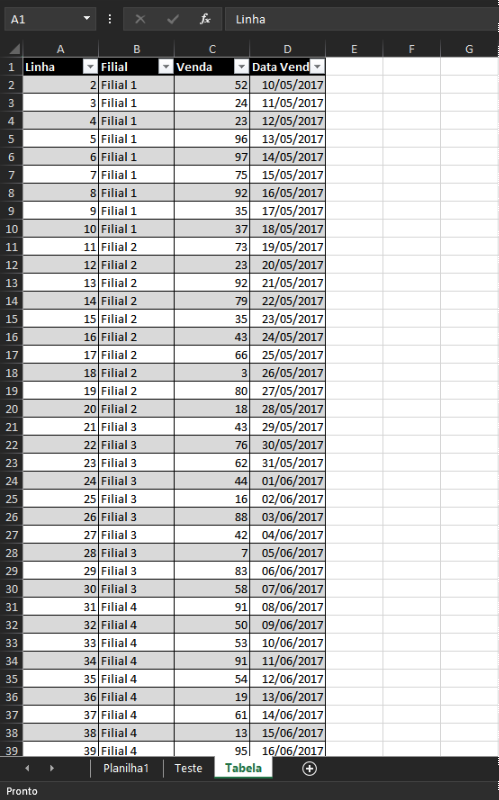 A1 Linha
A B C D E F G
1 Linha Filial Venda Data Vend
2 2 Filial 1 52 10/05/2017
3 3 Filial 1 24 11/05/2017
4 4 Filial 1 23 12/05/2017
5 5 Filial 1 96 13/05/2017
6 6 Filial 1 97 14/05/2017
7 7 Filial 1 75 15/05/2017
8 8 Filial 1 92 16/05/2017
9 9 Filial 1 35 17/05/2017
10 10 Filial 1 37 18/05/2017
11 11 Filial 2 73 19/05/2017
12 12 Filial 2 23 20/05/2017
13 13 Filial 2 92 21/05/2017
14 14 Filial 2 79 22/05/2017
15 15 Filial 2 35 23/05/2017
16 16 Filial 2 43 24/05/2017
17 17 Filial 2 66 25/05/2017
18 18 Filial 2 3 26/05/2017
19 19 Filial 2 80 27/05/2017
20 20 Filial 2 18 28/05/2017
21 21 Filial 3 43 29/05/2017
22 22 Filial 3 76 30/05/2017
23 23 Filial 3 62 31/05/2017
24 24 Filial 3 44 01/06/2017
25 25 Filial 3 16 02/06/2017
26 26 Filial 3 88 03/06/2017
27 27 Filial 3 42 04/06/2017
28 28 Filial 3 7 05/06/2017
29 29 Filial 3 83 06/06/2017
30 30 Filial 3 58 07/06/2017
31 31 Filial 4 91 08/06/2017
32 32 Filial 4 50 09/06/2017
33 33 Filial 4 53 10/06/2017
34 34 Filial 4 91 11/06/2017
35 35 Filial 4 54 12/06/2017
36 36 Filial 4 19 13/06/2017
37 37 Filial 4 61 14/06/2017
38 38 Filial 4 13 15/06/2017
39 39 Filial 4 95 16/06/2017
Planilha1 Teste Tabela
Pronto